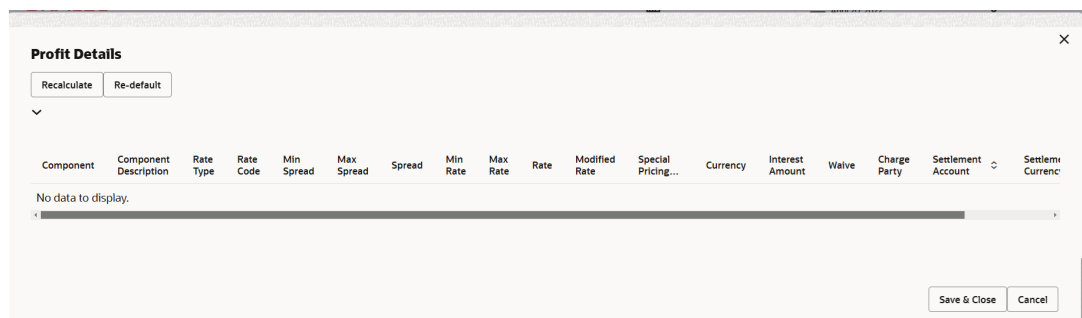 Profit Details
Recalculate Re-default
Component Component Description Rate Type Rate Code Min Spread Max Spread Spread Min Rate Max Rate Rate Modified Rate Special Pricing... Currency Interest Amount Waive Charge Party Settlement Account Settleme Currency
No data to display.
Save & Close Cancel